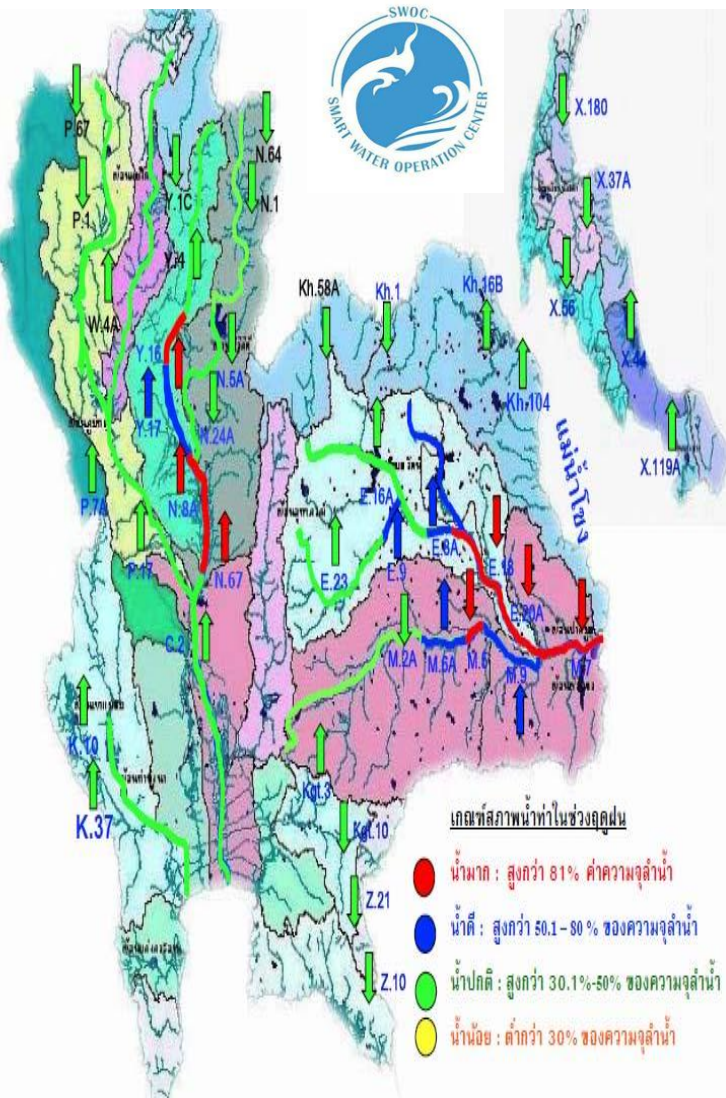 SWOC
SMART WATER OPERATION CENTER
P.67
P.1
W.4A
Y.1C
Y.4
N.64
N.1
Y.16
Y.17
N.5A
N.24A
N.8A
N.67
P.7A
P.17
C.2
K.10
K.37
Kh.58A
Kh.1
Kh.16B
Kh.104
แม่น้ำโขง
X.180
X.37A
X.56
X.44
X.119A
E.16A
E.8A
E.23
E.9
E.18
E.20A
M.2A
M.6A
M.6
M.9
M.7
Kgt.3
Kgt.10
Z.21
Z.10
เกณฑ์สภาพน้ำท่าในช่วงฤดูฝน
น้ำมาก : สูงกว่า 81% ค่าความจุลำน้ำ
น้ำดี : สูงกว่า 50.1 - 80 % ของความจุลำน้ำ
น้ำปกติ : สูงกว่า 30.1%-50% ของความจุลำน้ำ
น้ำน้อย : ต่ำกว่า 30% ของความจุลำน้ำ